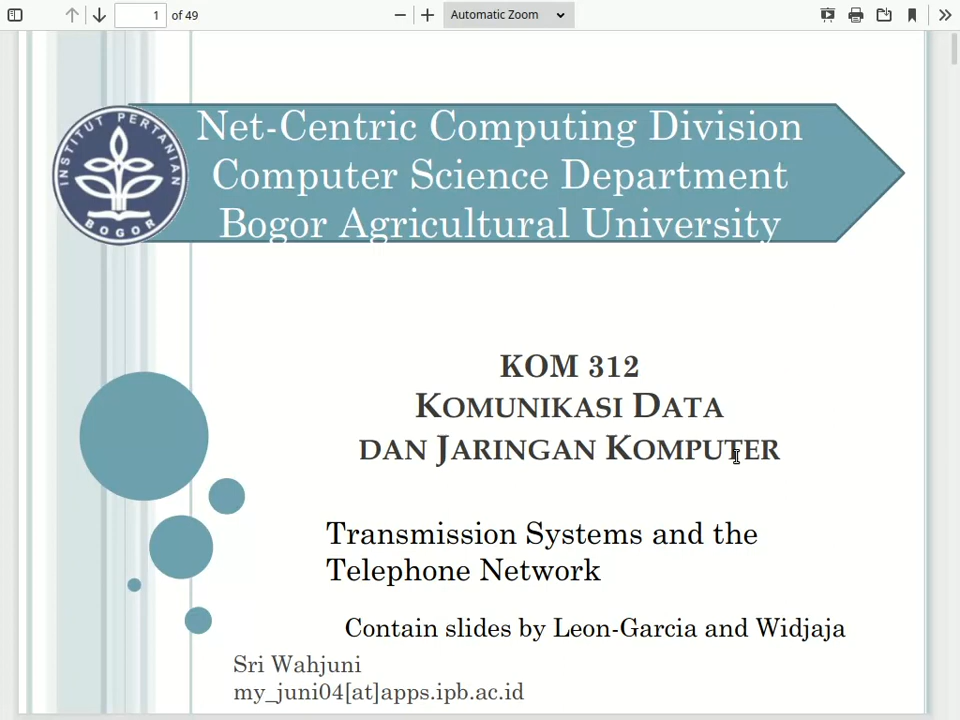 1 of 49 Automatic Zoom
INSTITUT PERTANIAN
BOGOR
Net-Centric Computing Division
Computer Science Department
Bogor Agricultural University
KOM 312
KOMUNIKASI DATA
DAN JARINGAN KOMPUTER
Transmission Systems and the
Telephone Network
Contain slides by Leon-Garcia and Widjaja
Sri Wahjuni
my_juni04[at]apps.ipb.ac.id